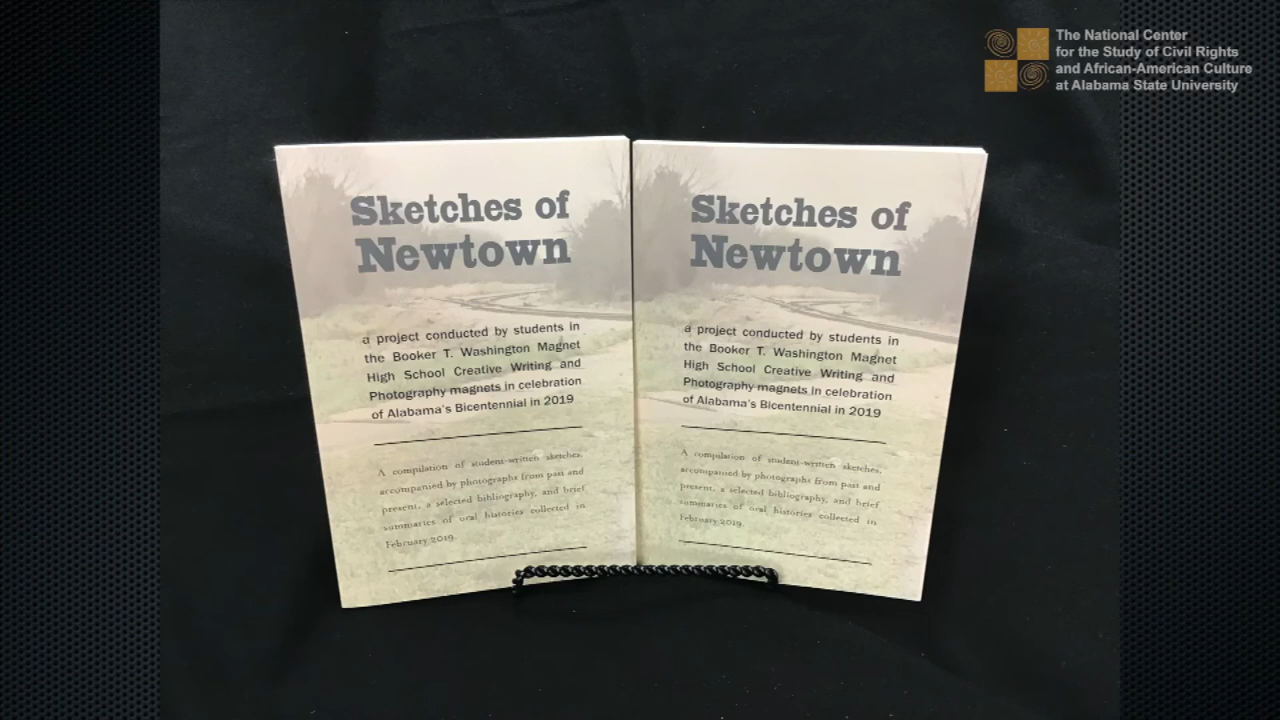 The National Center
for the Study of Civil Rights
and African-American Culture
at Alabama State University
Sketches of
Newtown
a project conducted by students in
the Booker T. Washington Magnet
High School Creative Writing and
Photography magnets in celebration
of Alabama's Bicentennial in 2019
A compilation of student-written sketches,
accompanied by photographs from past and
present, a selected bibliography, and brief
summaries of oral histories collected in
February 2019.
Sketches of
Newtown
a project conducted by students in
the Booker T. Washington Magnet
High School Creative Writing and
Photography magnets in celebration
of Alabama's Bicentennial in 2019
A compilation of student-written sketches,
accompanied by photographs from past and
present, a selected bibliography, and brief
summaries of oral histories collected in
February 2019.